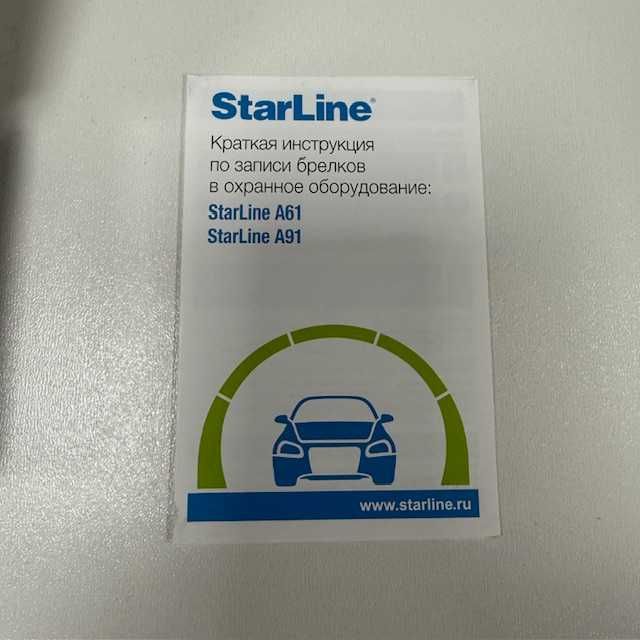 StarLine®
Краткая инструкция
по записи брелков
в охранное оборудование:
StarLine A61
StarLine A91
www.starline.ru